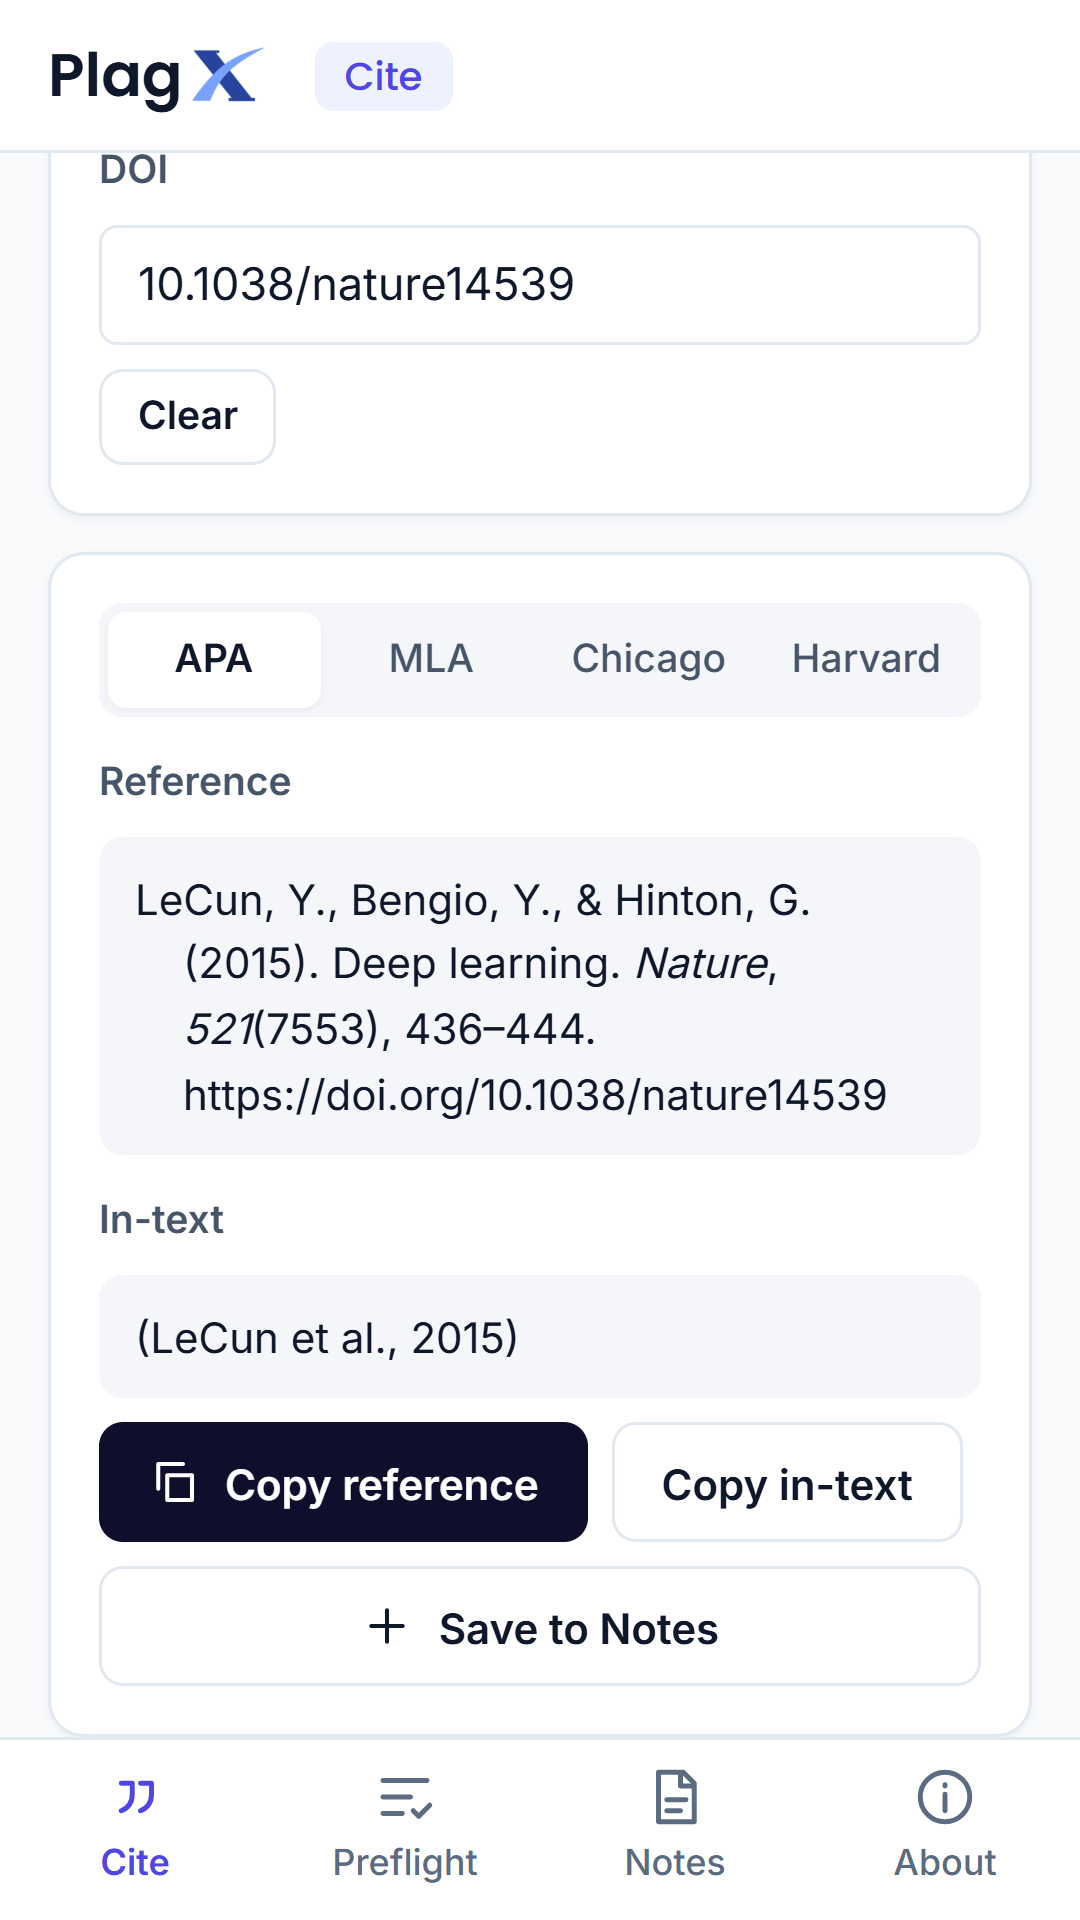 PlagX Cite
DOI
10.1038/nature14539
Clear
APA MLA Chicago Harvard
Reference
LeCun, Y., Bengio, Y., & Hinton, G.
(2015). Deep learning. Nature,
521(7553), 436–444.
https://doi.org/10.1038/nature14539
In-text
(LeCun et al., 2015)
Copy reference Copy in-text
Save to Notes
Cite Preflight Notes About